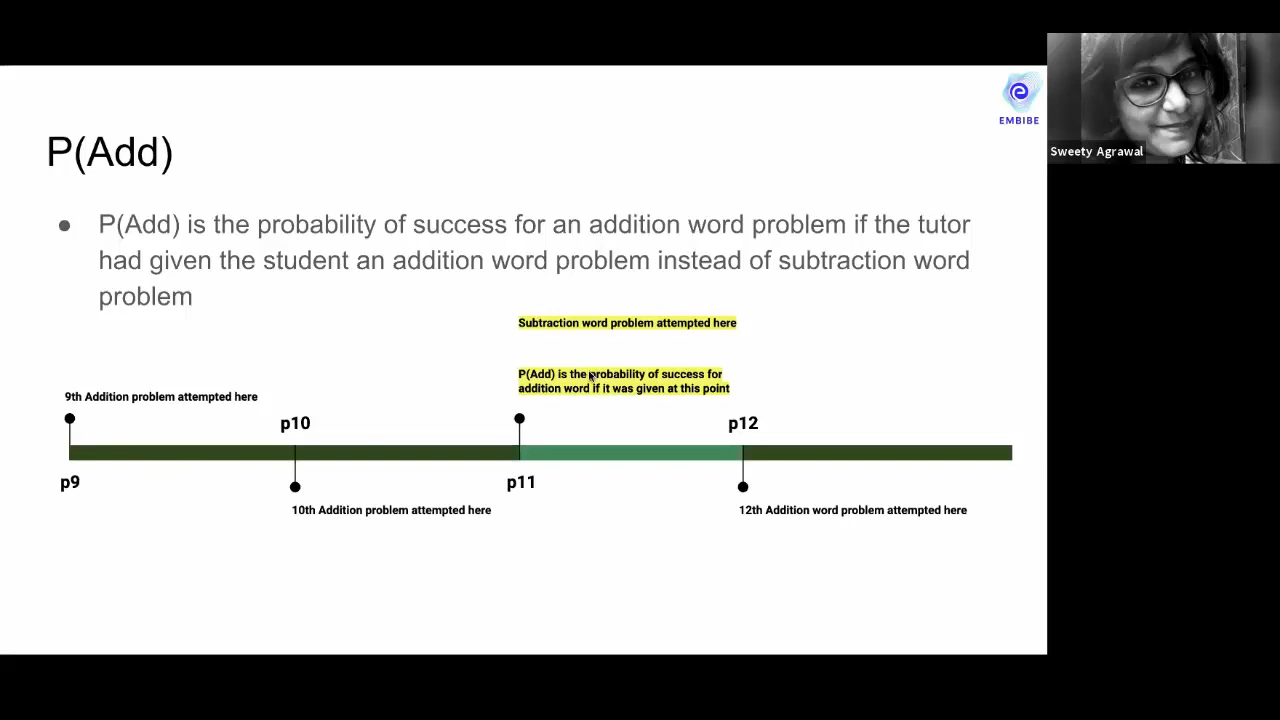 EMBIBE
Sweety Agrawal
P(Add)
● P(Add) is the probability of success for an addition word problem if the tutor
had given the student an addition word problem instead of subtraction word
problem
Subtraction word problem attempted here
P(Add) is the probability of success for
addition word if it was given at this point
9th Addition problem attempted here
p10
p12
p9
p11
10th Addition problem attempted here
12th Addition word problem attempted here